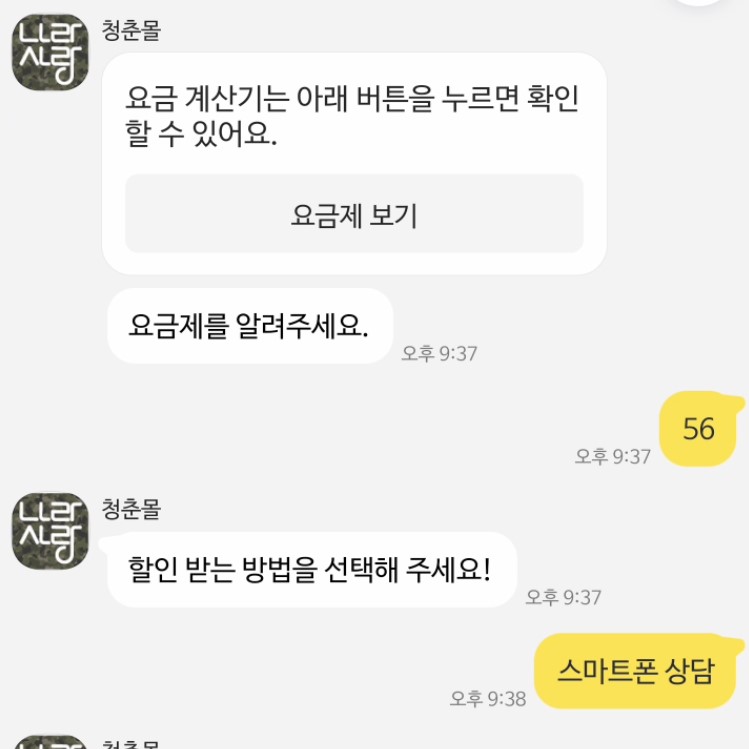 나라
사랑
청춘몰
요금 계산기는 아래 버튼을 누르면 확인
할 수 있어요.
요금제 보기
요금제를 알려주세요.
오후 9:37
56
오후 9:37
나라
사랑
청춘몰
할인 받는 방법을 선택해 주세요!
오후 9:37
스마트폰 상담
오후 9:38
나라
청춘몰